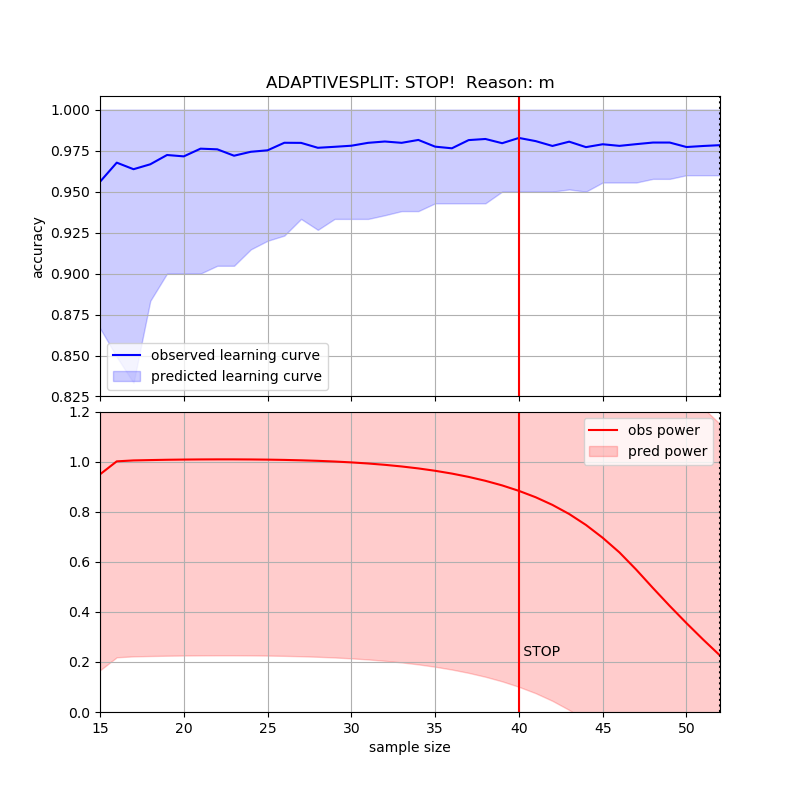 ADAPTIVESPLIT: STOP!  Reason: m
1.000
0.975
0.950
0.925
0.900
0.875
0.850
0.825
accuracy
observed learning curve
predicted learning curve
1.2
1.0
0.8
0.6
0.4
0.2
0.0
obs power
pred power
STOP
15 20 25 30 35 40 45 50
sample size